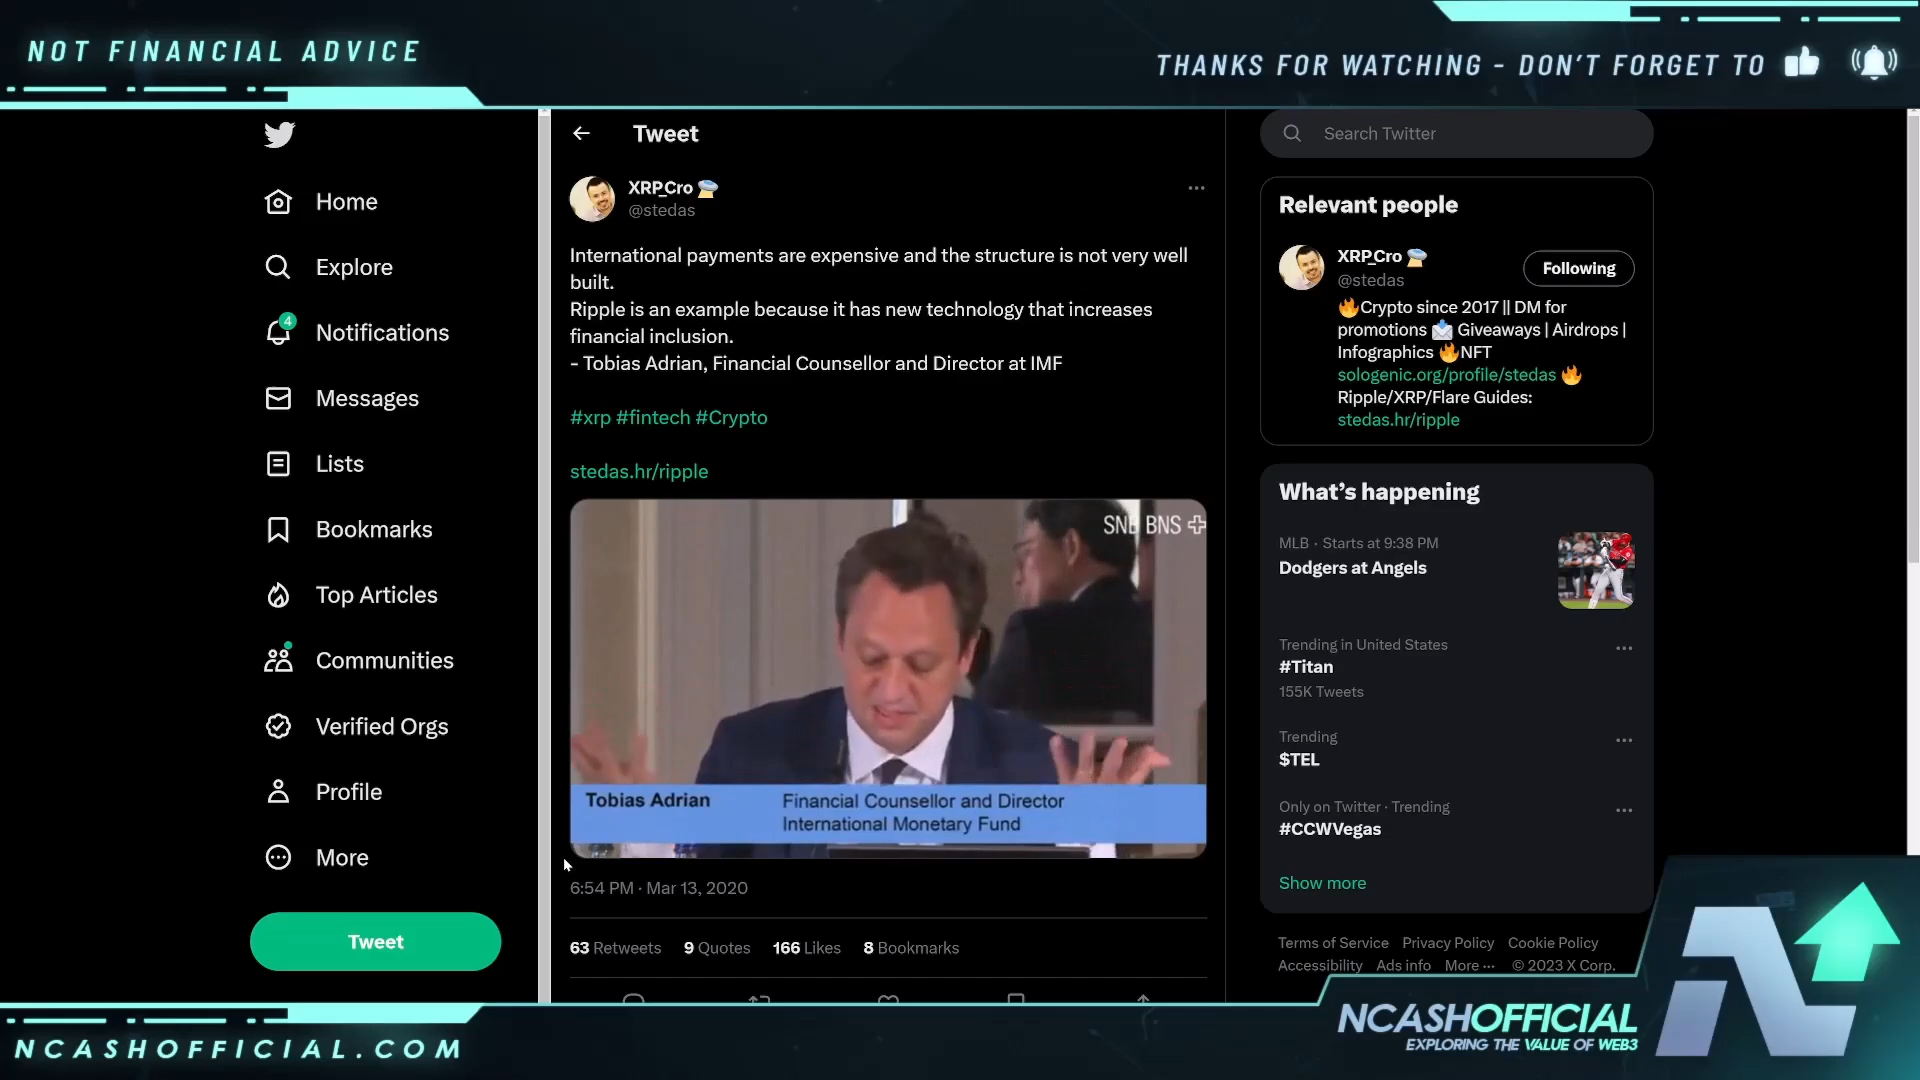 NOT FINANCIAL ADVICE
THANKS FOR WATCHING - DON'T FORGET TO
Home
Explore
4
Notifications
Messages
Lists
Bookmarks
Top Articles
Communities
Verified Orgs
Profile
More
Tweet
Tweet
XRP_Cro
@stedas
International payments are expensive and the structure is not very well
built.
Ripple is an example because it has new technology that increases
financial inclusion.
- Tobias Adrian, Financial Counsellor and Director at IMF
#xrp #fintech #Crypto
stedas.hr/ripple
SNB BNS
Tobias Adrian
Financial Counsellor and Director
International Monetary Fund
6:54 PM · Mar 13, 2020
63 Retweets 9 Quotes 166 Likes 8 Bookmarks
Search Twitter
Relevant people
XRP_Cro
@stedas
Following
🔥Crypto since 2017 || DM for
promotions 📩 Giveaways | Airdrops |
Infographics 🔥NFT
sologenic.org/profile/stedas 🔥
Ripple/XRP/Flare Guides:
stedas.hr/ripple
What's happening
MLB · Starts at 9:38 PM
Dodgers at Angels
Trending in United States
#Titan
155K Tweets
Trending
$TEL
Only on Twitter · Trending
#CCWVegas
Show more
Terms of Service Privacy Policy Cookie Policy
Accessibility Ads info More ··· © 2023 X Corp.
NCASHOFFICIAL.COM
NCASHOFFICIAL
EXPLORING THE VALUE OF WEB3